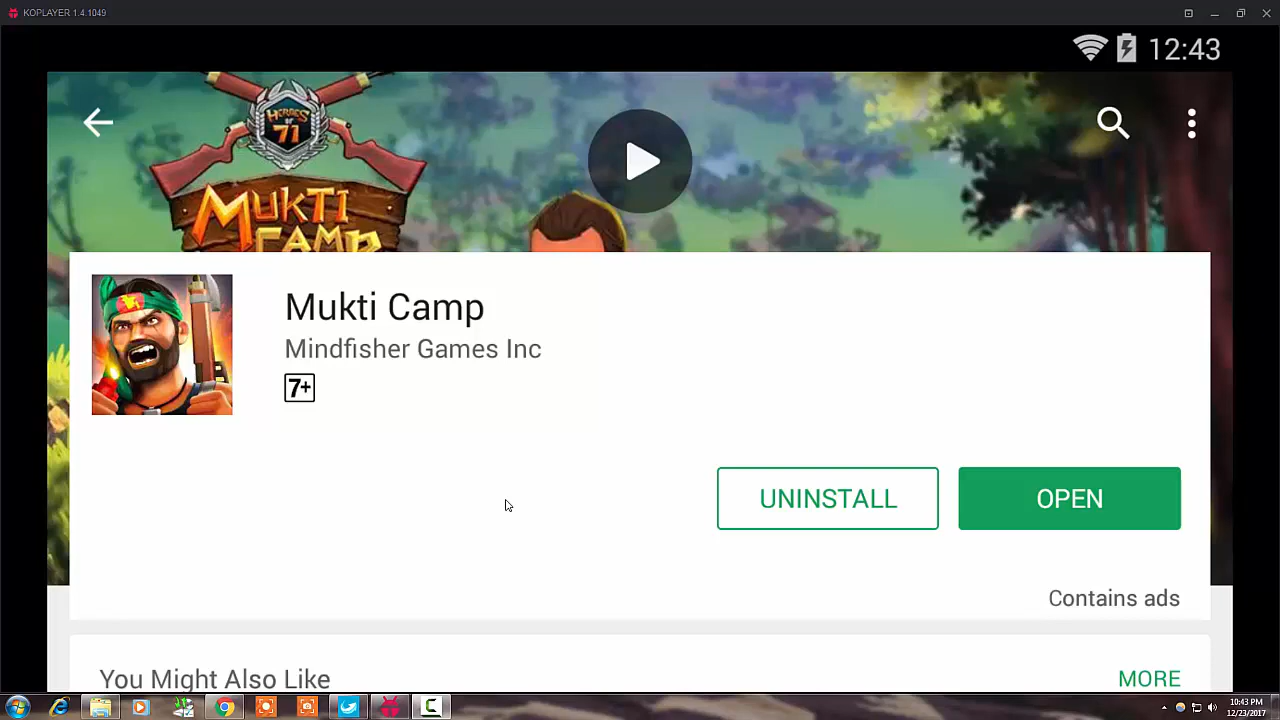 KOPLAYER 1.4.1049
12:43
HEROES
OF
71
MUKTI
CAMP
Mukti Camp
Mindfisher Games Inc
7+
UNINSTALL
OPEN
Contains ads
You Might Also Like
MORE
10:43 PM
12/23/2017